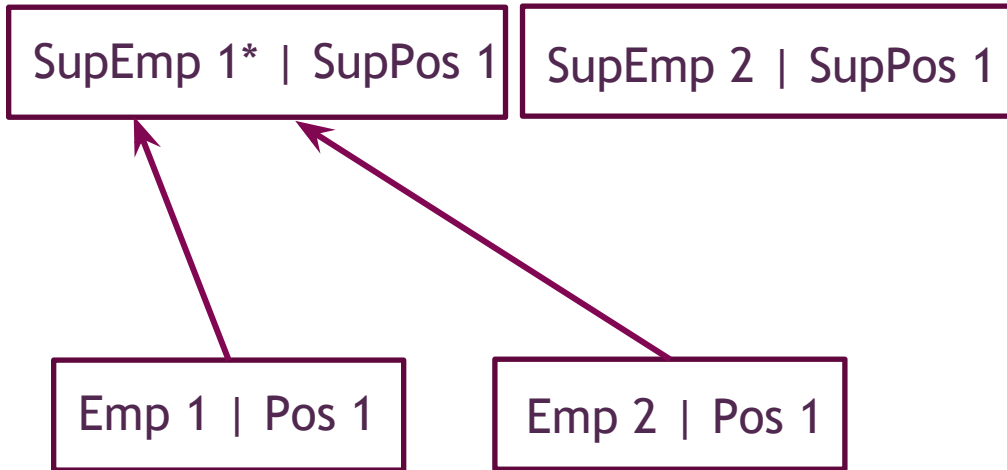 SupEmp 1* | SupPos 1
SupEmp 2 | SupPos 1
Emp 1 | Pos 1
Emp 2 | Pos 1